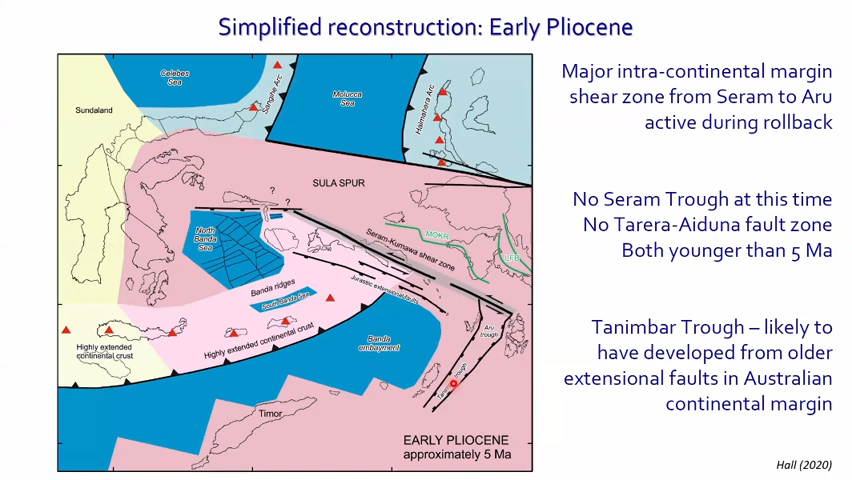 Simplified reconstruction: Early Pliocene
Celebes
Sea
Sundaland
Sangihe Arc
Molucca
Sea
Halmahera Arc
SULA SPUR
?
?
North
Banda
Sea
MOKR
LFB
Seram-Kumawa shear zone
Banda ridges
Jurassic extensional faults
South Banda Sea
Highly extended
continental crust
Highly extended continental crust
Banda
embayment
Aru
trough
trough
Timor
EARLY PLIOCENE
approximately 5 Ma
Major intra-continental margin
shear zone from Seram to Aru
active during rollback
No Seram Trough at this time
No Tarera-Aiduna fault zone
Both younger than 5 Ma
Tanimbar Trough – likely to
have developed from older
extensional faults in Australian
continental margin
Hall (2020)